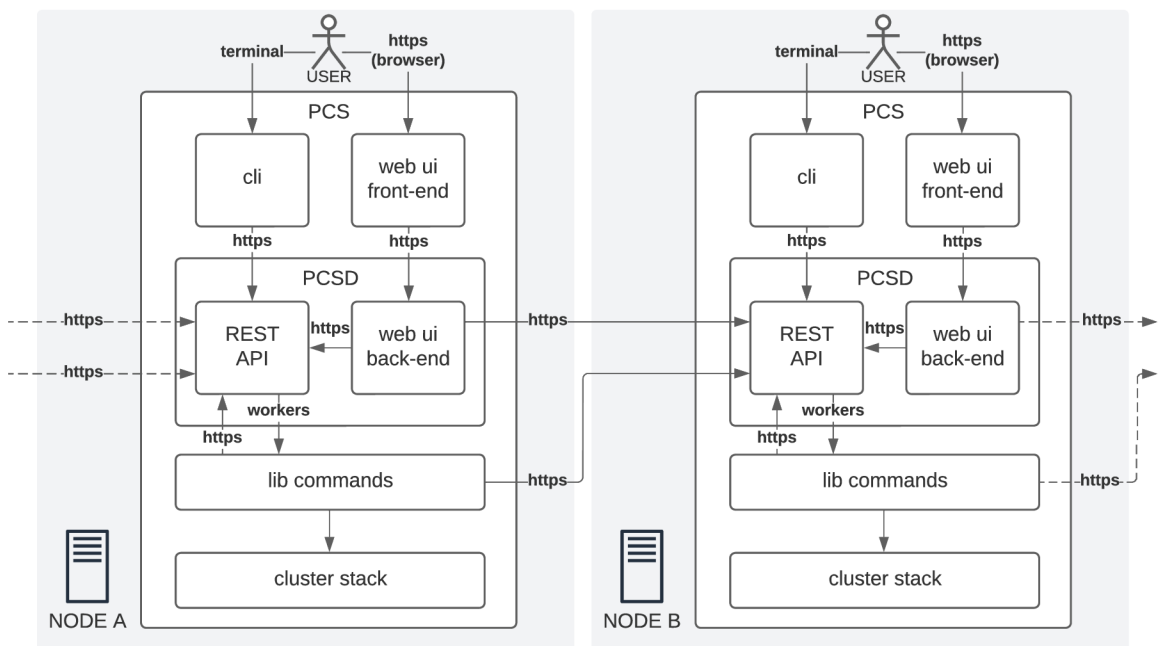 terminal
https
(browser)
USER
PCS
cli
web ui
front-end
https
https
PCSD
https
https
REST
API
https
web ui
back-end
workers
https
lib commands
cluster stack
NODE A
https
https
terminal
https
(browser)
USER
PCS
cli
web ui
front-end
https
https
PCSD
REST
API
https
web ui
back-end
workers
https
lib commands
cluster stack
NODE B
https
https